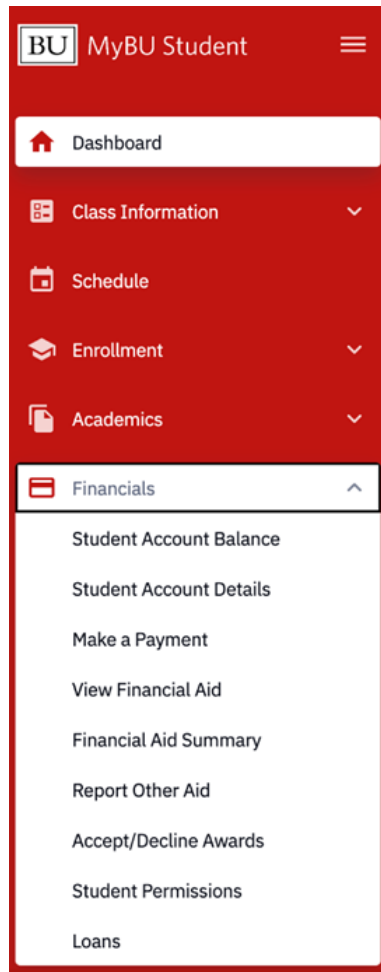 BU MyBU Student
Dashboard
Class Information
Schedule
Enrollment
Academics
Financials
Student Account Balance
Student Account Details
Make a Payment
View Financial Aid
Financial Aid Summary
Report Other Aid
Accept/Decline Awards
Student Permissions
Loans